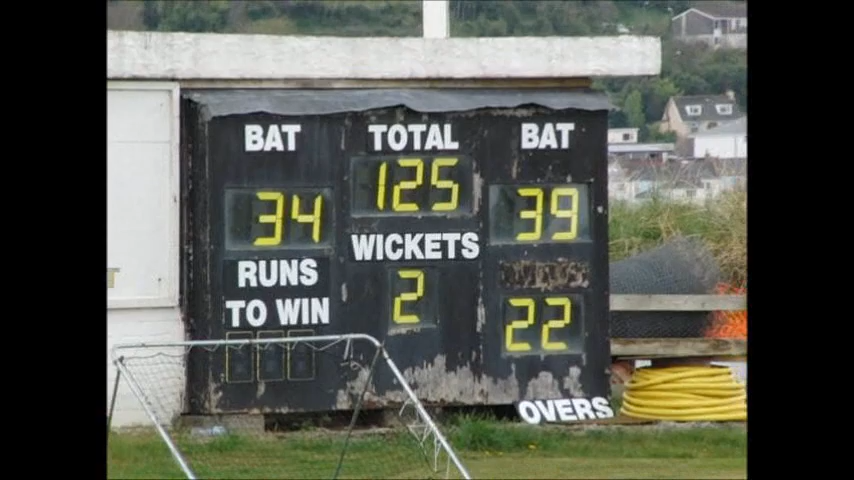 BAT TOTAL BAT
125
34 39
WICKETS
RUNS
TO WIN
2
22
OVERS